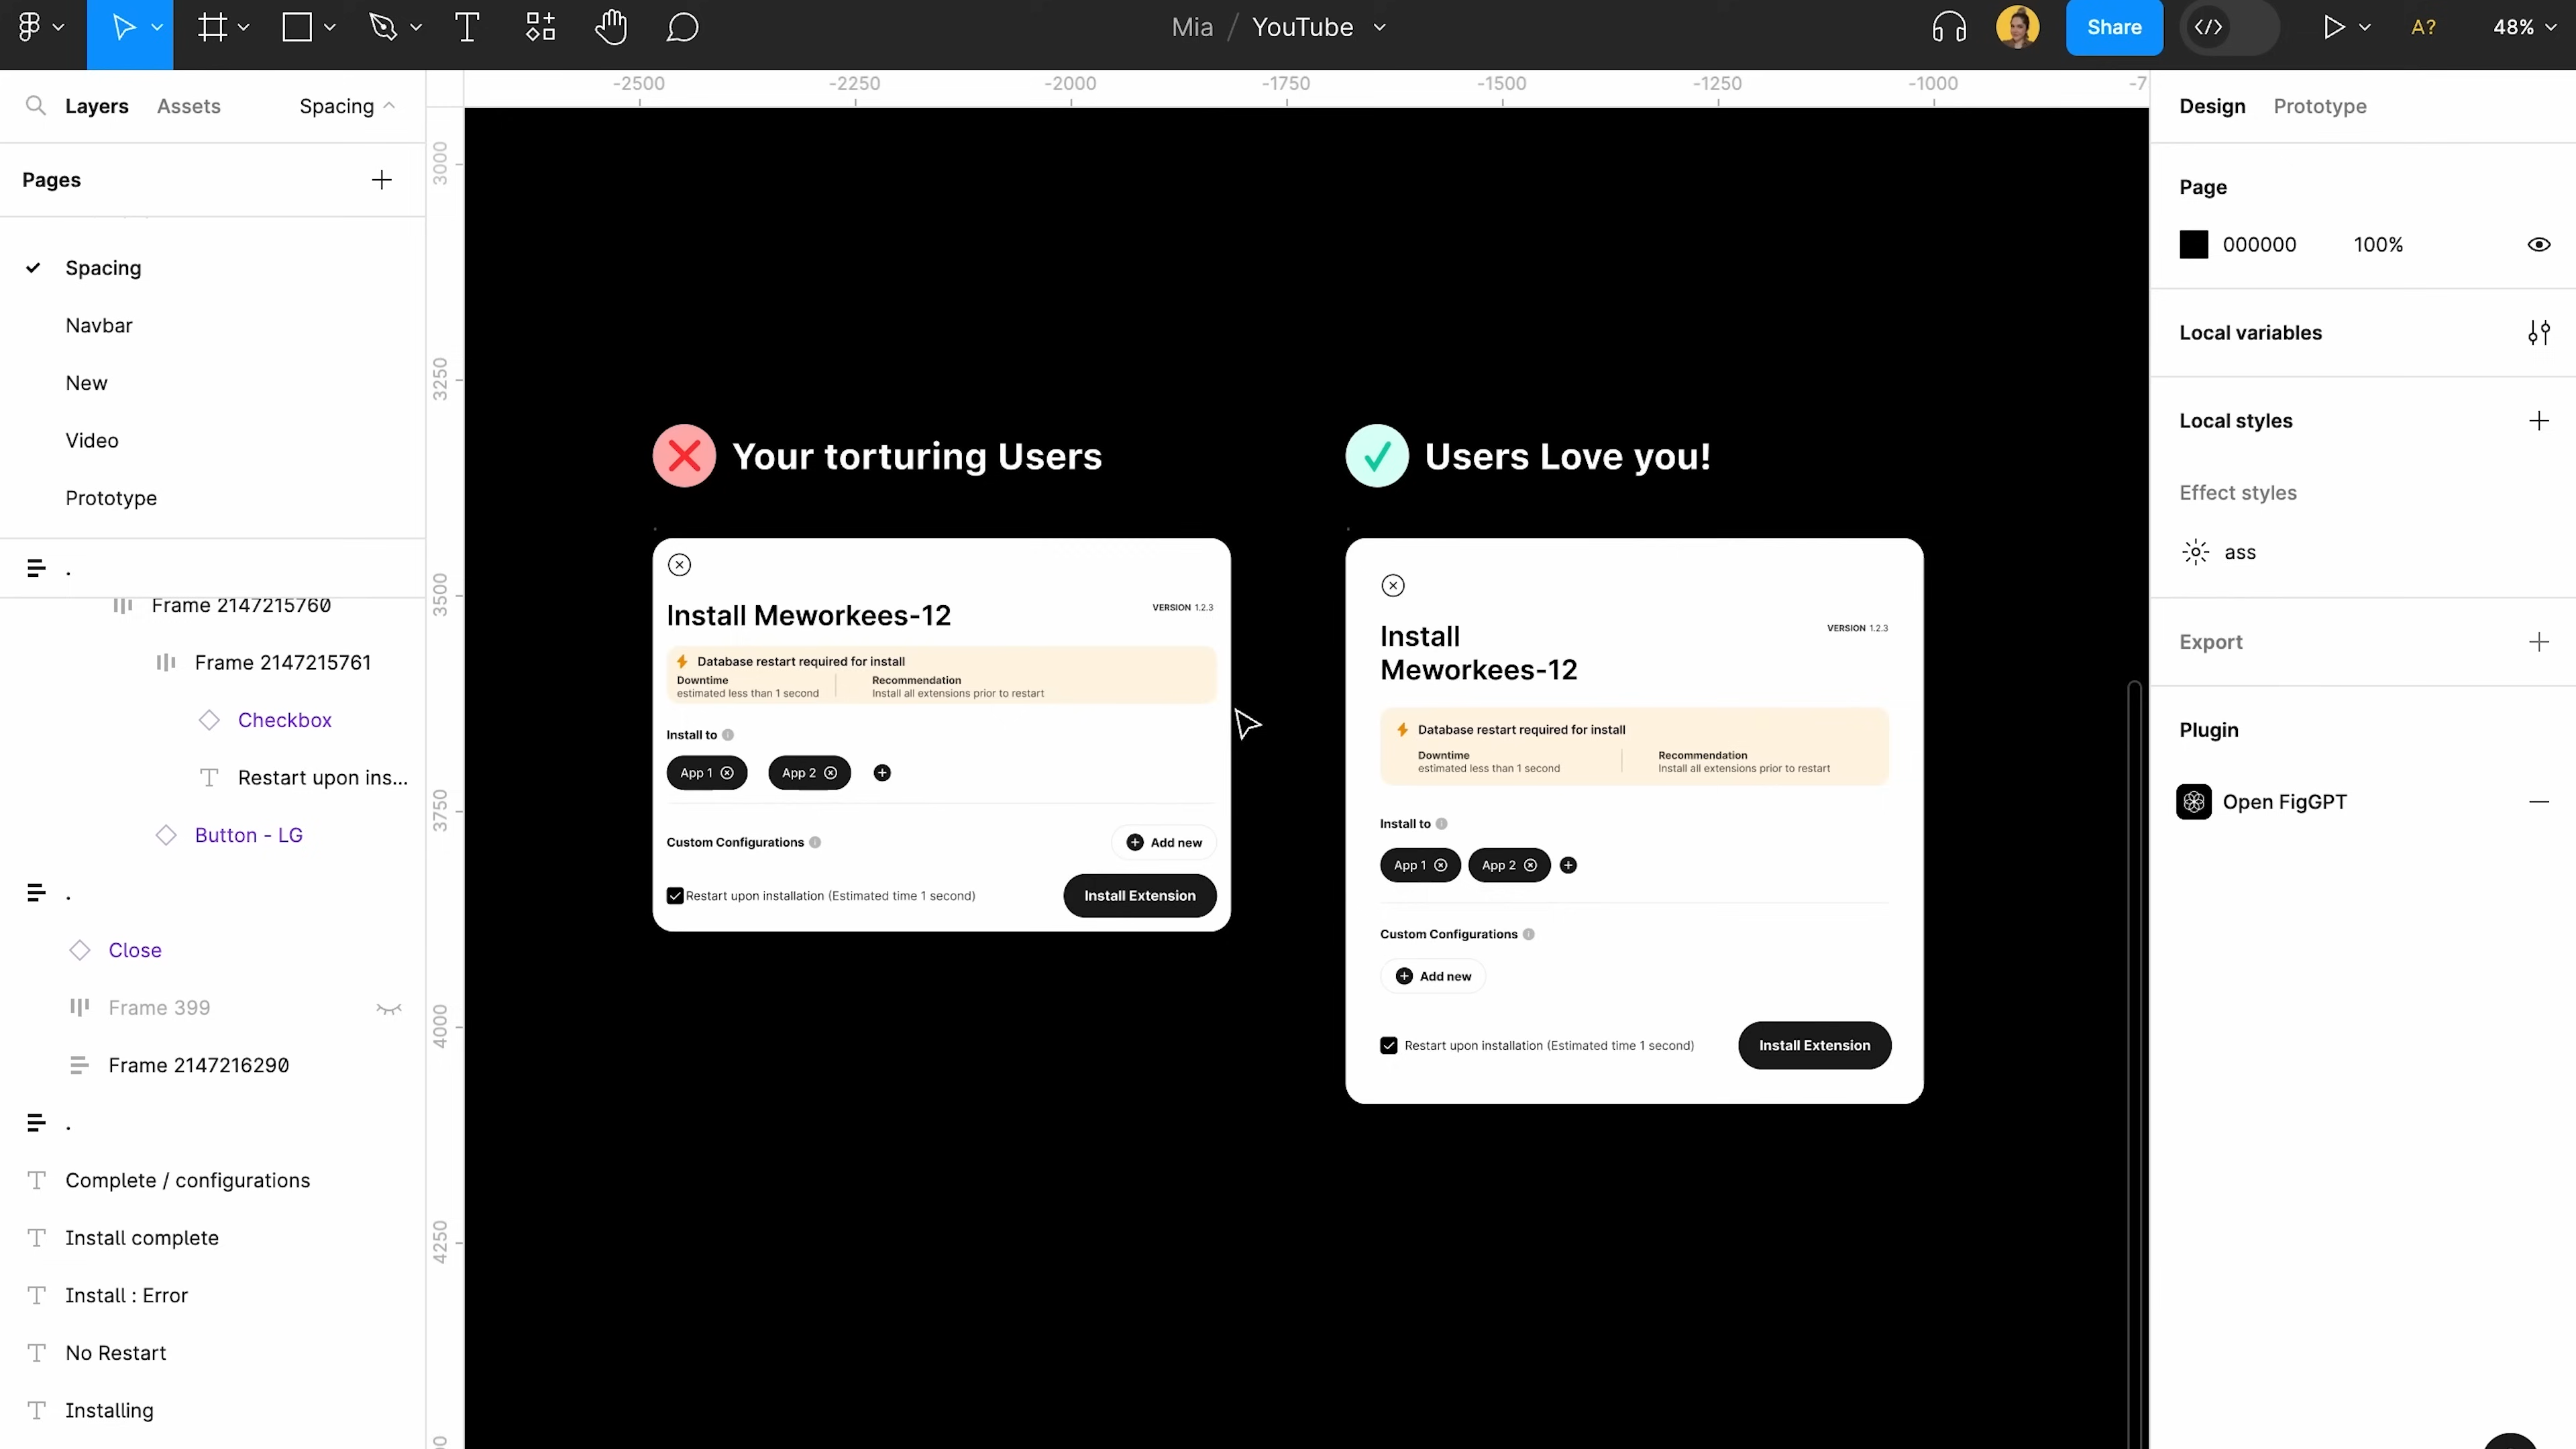 Mia / YouTube
Share
A?
48%
Layers
Assets
Spacing
Pages
Spacing
Navbar
New
Video
Prototype
.
Frame 2147215760
Frame 2147215761
Checkbox
Restart upon ins...
Button - LG
.
Close
Frame 399
Frame 2147216290
.
Complete / configurations
Install complete
Install : Error
No Restart
Installing
-2500
-2250
-2000
-1750
-1500
-1250
-1000
-7
3000
3250
3500
3750
4000
4250
Your torturing Users
Install Meworkees-12
VERSION 1.2.3
Database restart required for install
Downtime
estimated less than 1 second
Recommendation
Install all extensions prior to restart
Install to
App 1
App 2
Custom Configurations
Add new
Restart upon installation (Estimated time 1 second)
Install Extension
Users Love you!
Install
Meworkees-12
VERSION 1.2.3
Database restart required for install
Downtime
estimated less than 1 second
Recommendation
Install all extensions prior to restart
Install to
App 1
App 2
Custom Configurations
Add new
Restart upon installation (Estimated time 1 second)
Install Extension
Design
Prototype
Page
000000
100%
Local variables
Local styles
Effect styles
ass
Export
Plugin
Open FigGPT